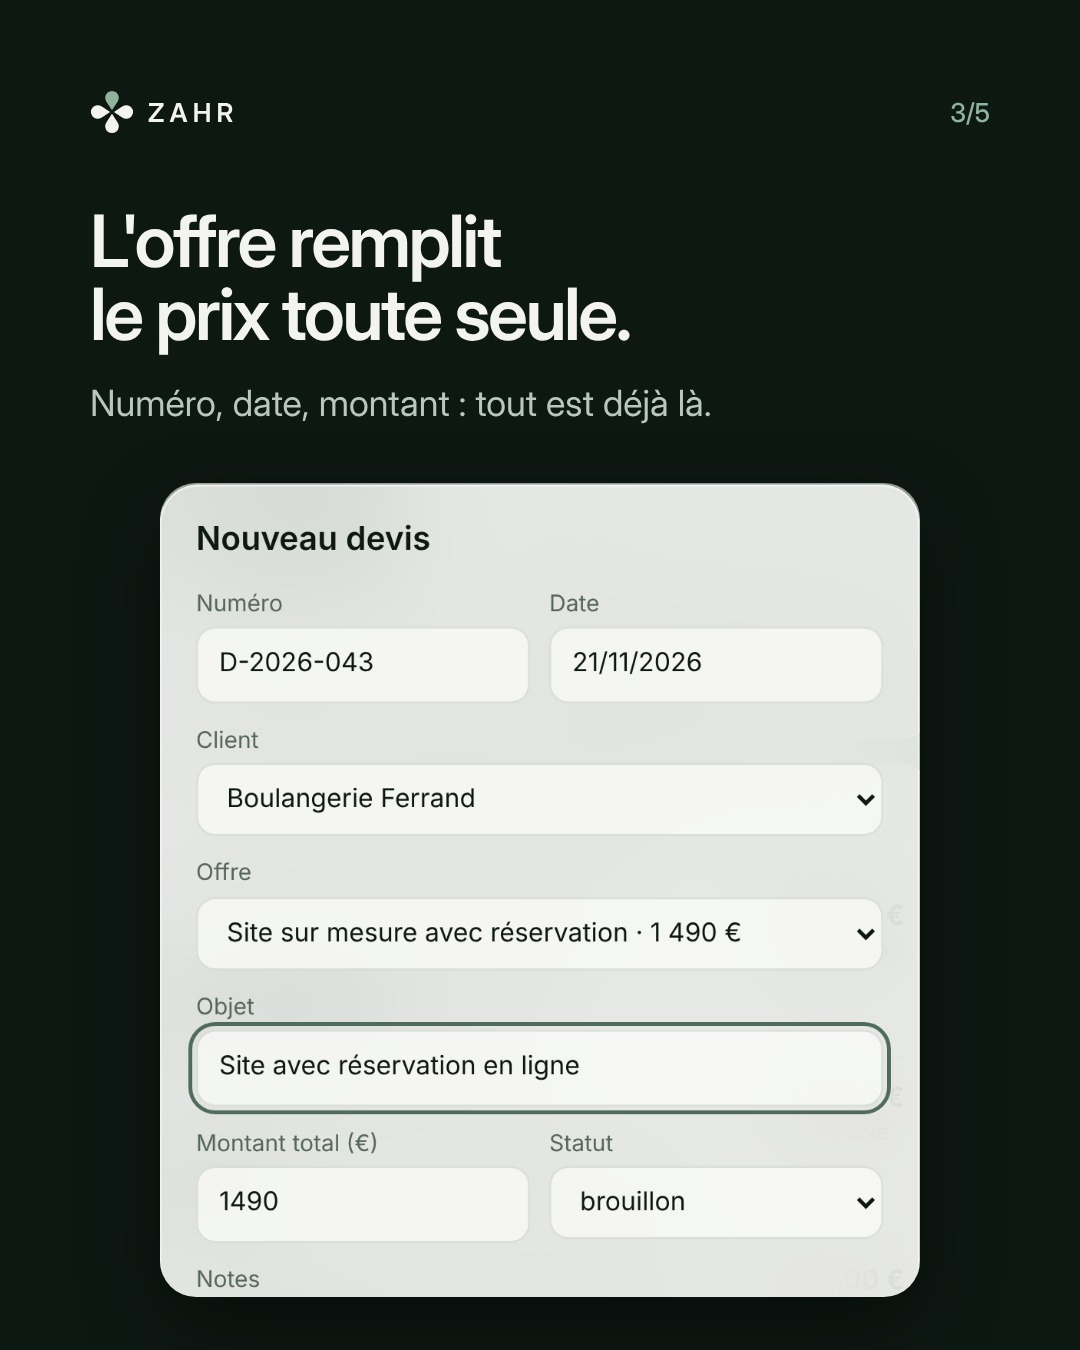 ZAHR
3/5
L'offre remplit
le prix toute seule.
Numéro, date, montant : tout est déjà là.
Nouveau devis
Numéro
Date
D-2026-043
21/11/2026
Client
Boulangerie Ferrand
Offre
Site sur mesure avec réservation · 1 490 €
€
Objet
Site avec réservation en ligne
€
Montant total (€)
Statut
1490
brouillon
Notes
00 €